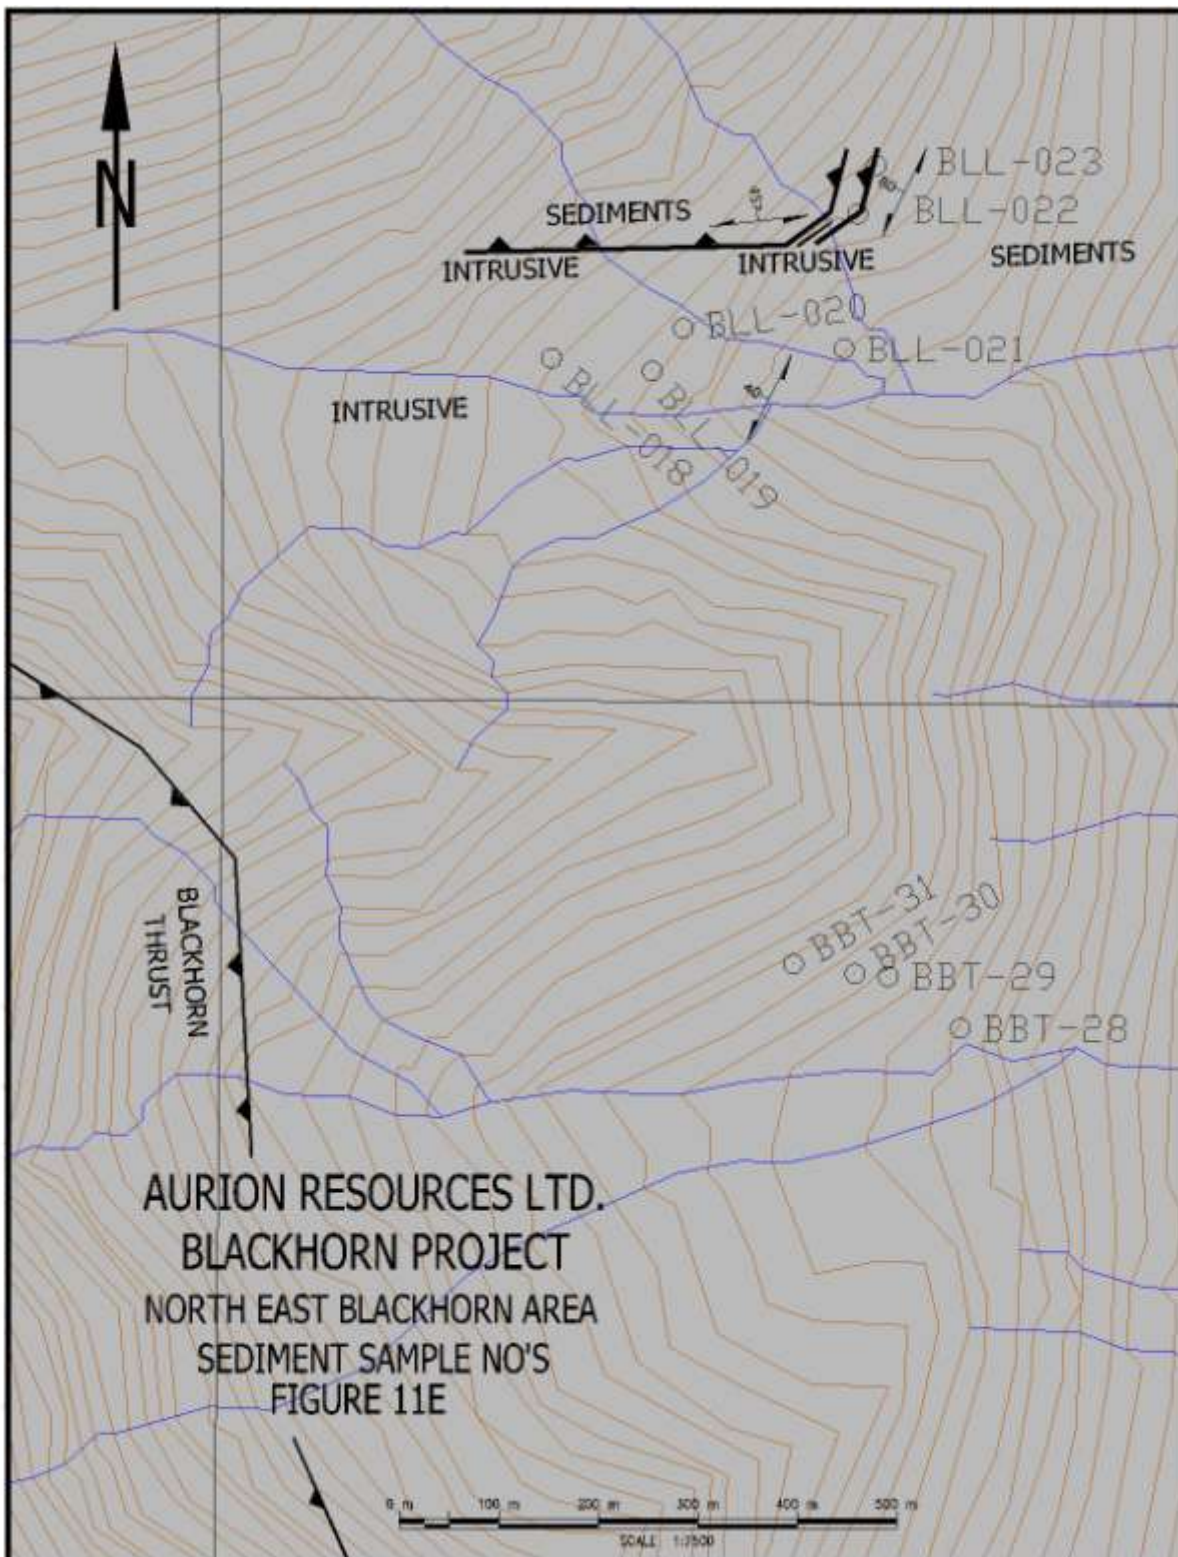 N
BLL-023
BLL-022
SEDIMENTS
INTRUSIVE
INTRUSIVE
SEDIMENTS
BLL-020
BLL-021
BLL-018
BLL-019
INTRUSIVE
BLACKHORN
THRUST
BBT-31
BBT-30
BBT-29
BBT-28
AURION RESOURCES LTD.
BLACKHORN PROJECT
NORTH EAST BLACKHORN AREA
SEDIMENT SAMPLE NO'S
FIGURE 11E
0 m 100 m 200 m 300 m 400 m 500 m
SCALE 1:7500